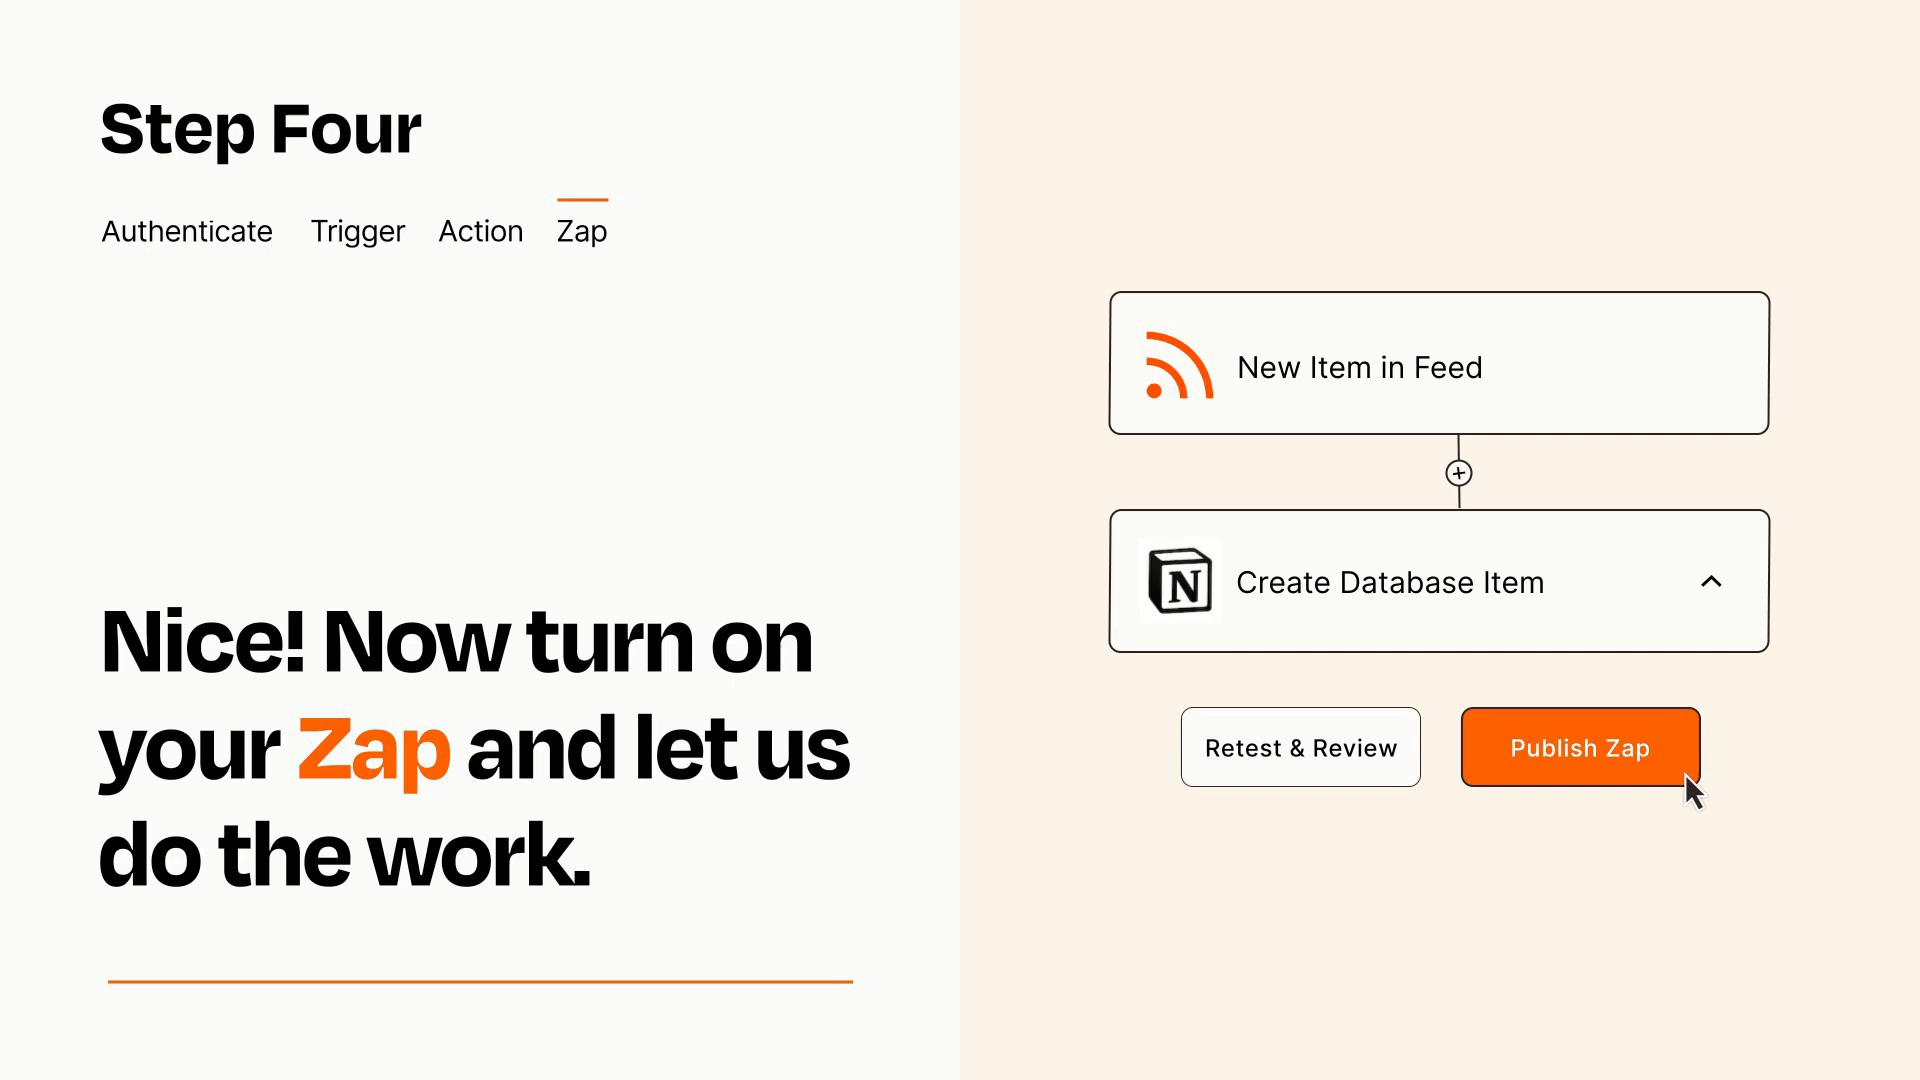 Step Four
Authenticate Trigger Action Zap
Nice! Now turn on
your Zap and let us
do the work.
New Item in Feed
N
Create Database Item
Retest & Review
Publish Zap